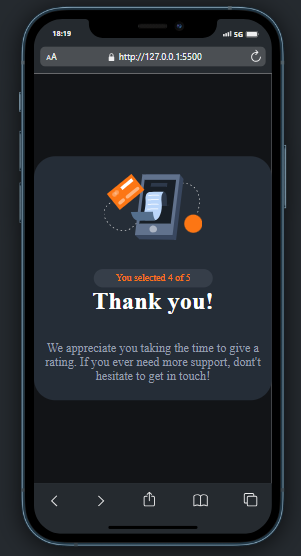 18:19 5G
AA http://127.0.0.1:5500
You selected 4 of 5
Thank you!
We appreciate you taking the time to give a
rating. If you ever need more support, dont't
hesitate to get in touch!